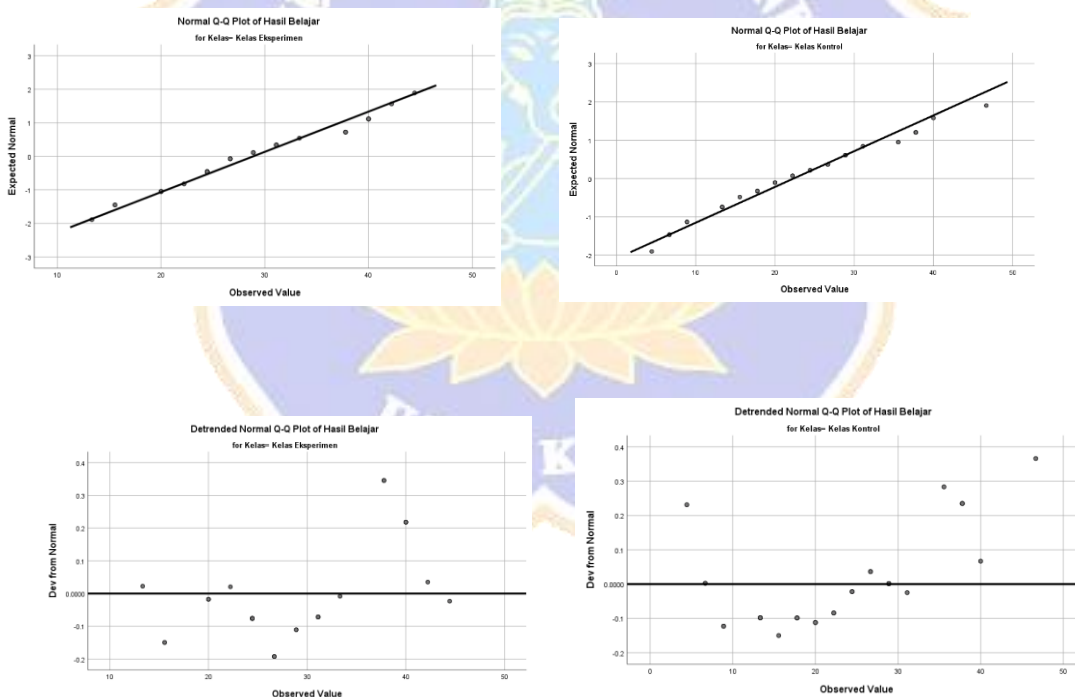 Normal Q-Q Plot of Hasil Belajar
for Kelas= Kelas Eksperimen
Expected Normal
3
2
1
0
-1
-2
-3
10 20 30 40 50
Observed Value
Normal Q-Q Plot of Hasil Belajar
for Kelas= Kelas Kontrol
Expected Normal
3
2
1
0
-1
-2
0 10 20 30 40 50
Observed Value
Detrended Normal Q-Q Plot of Hasil Belajar
for Kelas= Kelas Eksperimen
Dev from Normal
0.4
0.3
0.2
0.1
0.0000
-0.1
-0.2
10 20 30 40 50
Observed Value
Detrended Normal Q-Q Plot of Hasil Belajar
for Kelas= Kelas Kontrol
Dev from Normal
0.4
0.3
0.2
0.1
0.0000
-0.1
-0.2
0 10 20 30 40 50
Observed Value